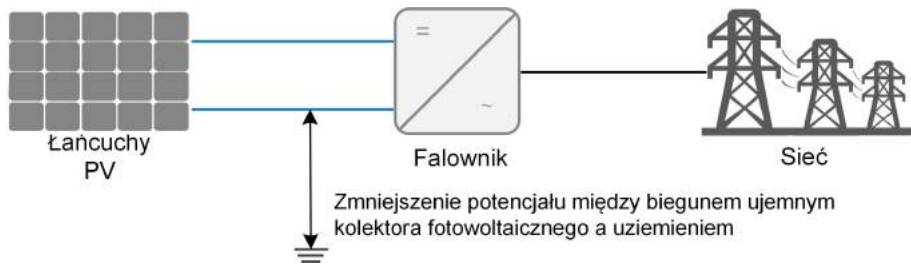 Łańcuchy
PV
Falownik
Sieć
Zmniejszenie potencjału między biegunem ujemnym
kolektora fotowoltaicznego a uziemieniem